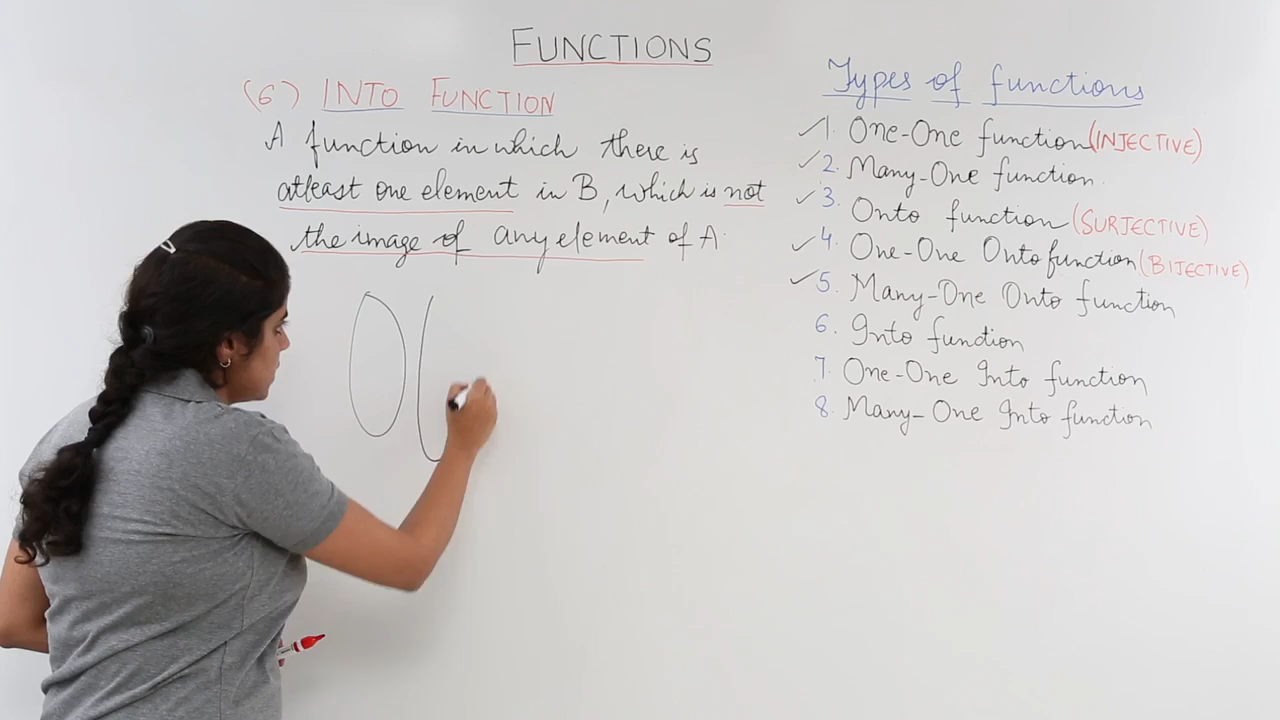 FUNCTIONS
(6) INTO FUNCTION
A function in which there is
atleast one element in B, which is not
the image of any element of A.
Types of functions
1. One-One function (INJECTIVE)
2. Many-One function.
3. Onto function (SURJECTIVE)
4. One-One Onto function (BIJECTIVE)
5. Many-One Onto function
6. Into function
7. One-One Into function
8. Many-One Into function